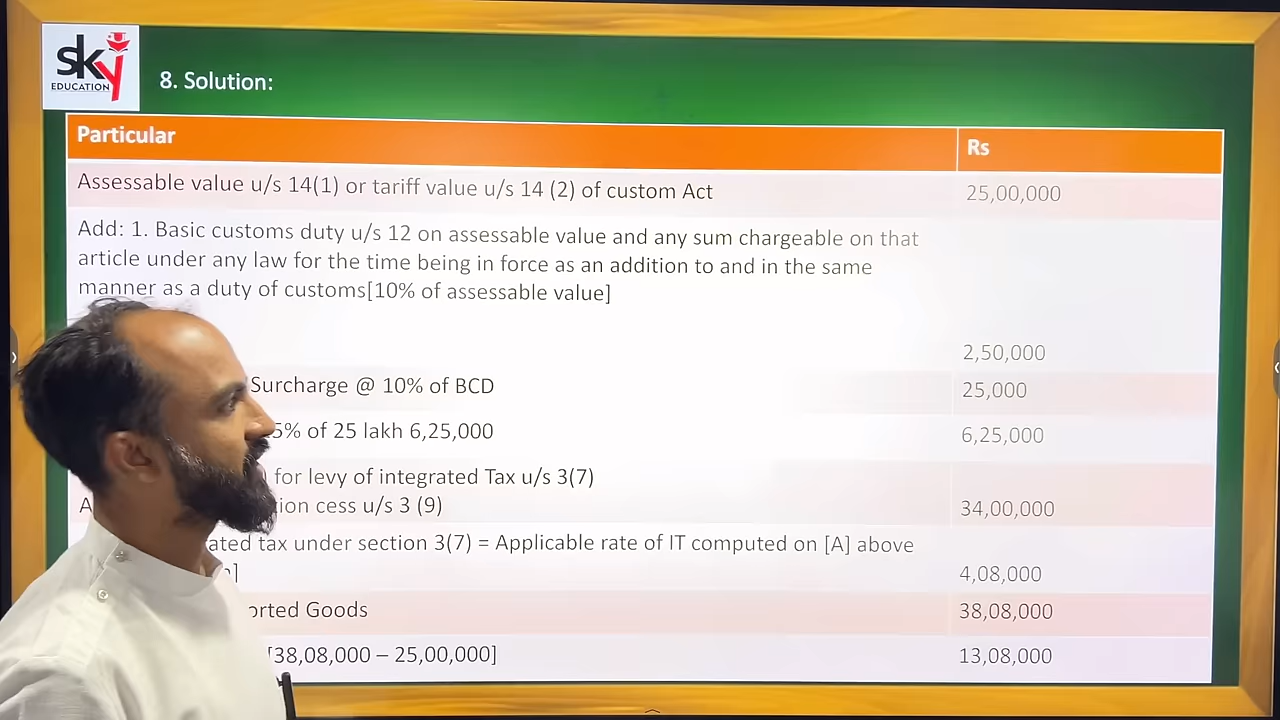 sky
EDUCATION
8. Solution:
Particular Rs
Assessable value u/s 14(1) or tariff value u/s 14 (2) of custom Act 25,00,000
Add: 1. Basic customs duty u/s 12 on assessable value and any sum chargeable on that
article under any law for the time being in force as an addition to and in the same
manner as a duty of customs[10% of assessable value]
2,50,000
Surcharge @ 10% of BCD 25,000
5% of 25 lakh 6,25,000 6,25,000
for levy of integrated Tax u/s 3(7)
cess u/s 3 (9) 34,00,000
tax under section 3(7) = Applicable rate of IT computed on [A] above
4,08,000
Goods 38,08,000
[38,08,000 – 25,00,000] 13,08,000